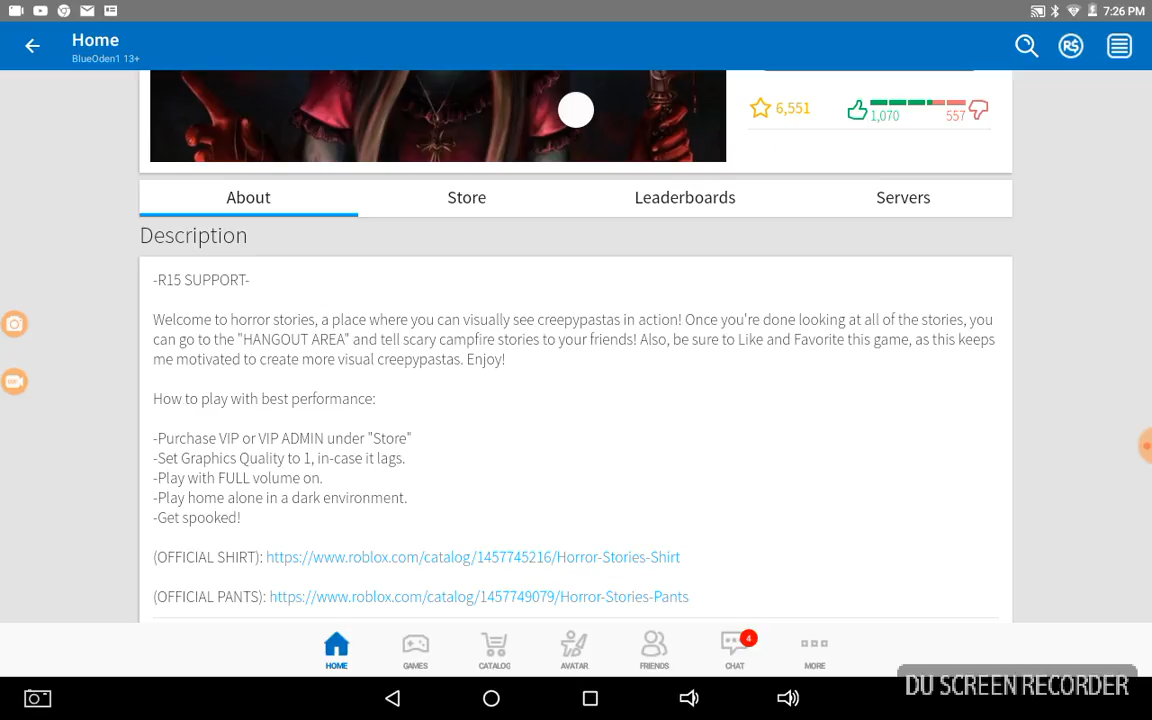 7:26 PM
Home
BlueOden1 13+
R$
6,551
1,070
557
About
Store
Leaderboards
Servers
Description
-R15 SUPPORT-
Welcome to horror stories, a place where you can visually see creepypastas in action! Once you're done looking at all of the stories, you
can go to the "HANGOUT AREA" and tell scary campfire stories to your friends! Also, be sure to Like and Favorite this game, as this keeps
me motivated to create more visual creepypastas. Enjoy!
How to play with best performance:
-Purchase VIP or VIP ADMIN under "Store"
-Set Graphics Quality to 1, in-case it lags.
-Play with FULL volume on.
-Play home alone in a dark environment.
-Get spooked!
(OFFICIAL SHIRT): https://www.roblox.com/catalog/1457745216/Horror-Stories-Shirt
(OFFICIAL PANTS): https://www.roblox.com/catalog/1457749079/Horror-Stories-Pants
4
HOME
GAMES
CATALOG
AVATAR
FRIENDS
CHAT
MORE
DU SCREEN RECORDER